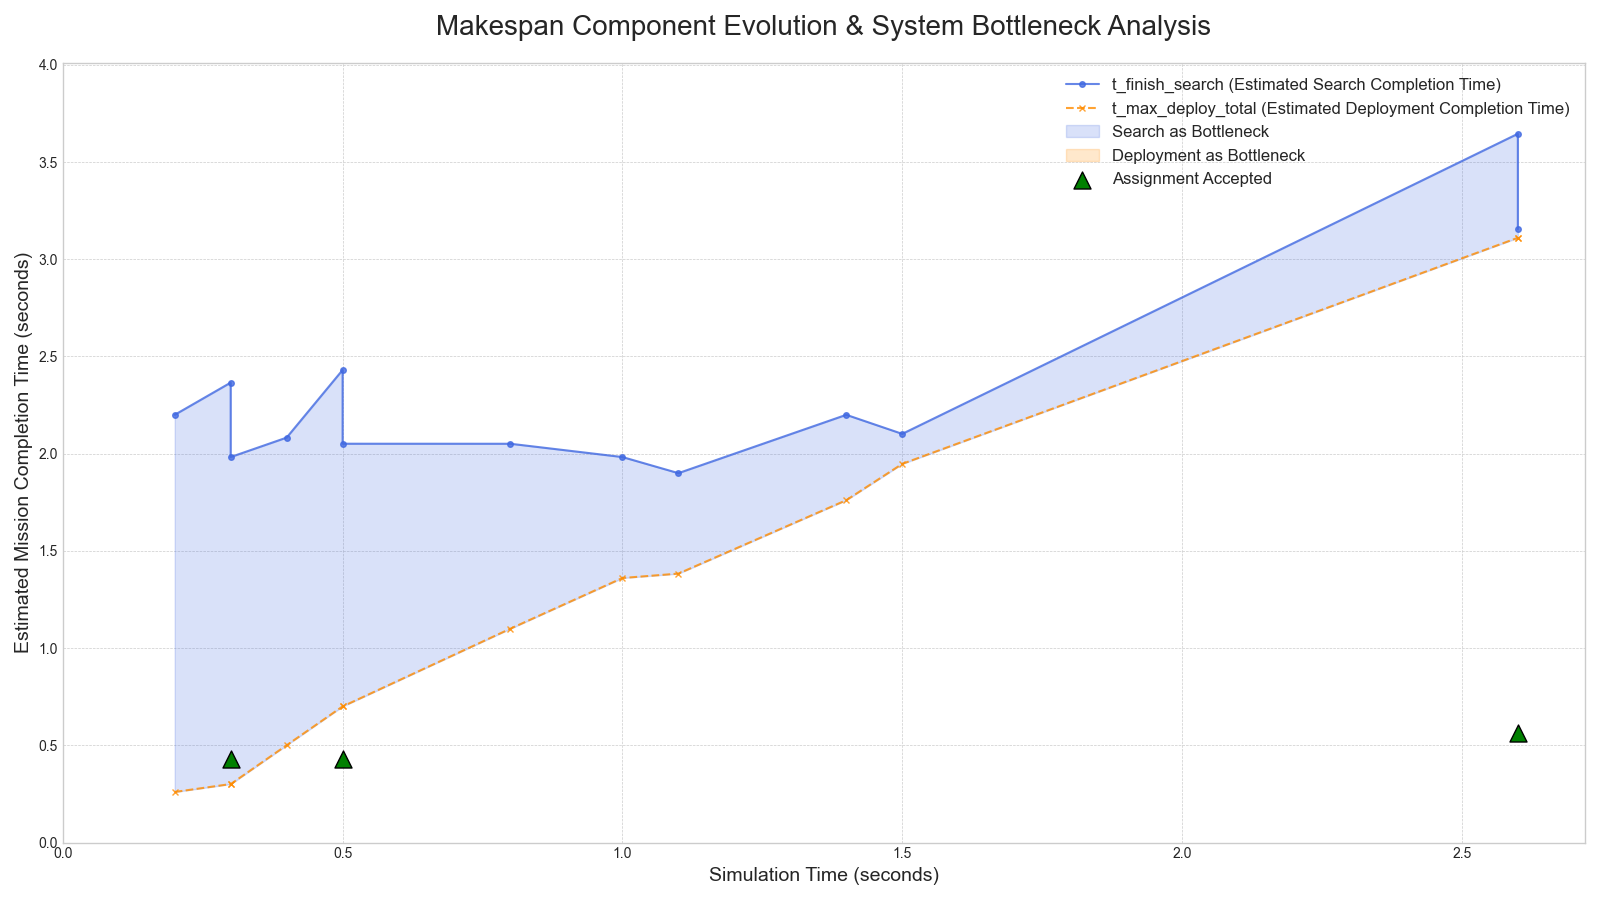 Makespan Component Evolution & System Bottleneck Analysis
t_finish_search (Estimated Search Completion Time)
t_max_deploy_total (Estimated Deployment Completion Time)
Search as Bottleneck
Deployment as Bottleneck
Assignment Accepted
Estimated Mission Completion Time (seconds)
4.0
3.5
3.0
2.5
2.0
1.5
1.0
0.5
0.0
0.0 0.5 1.0 1.5 2.0 2.5
Simulation Time (seconds)